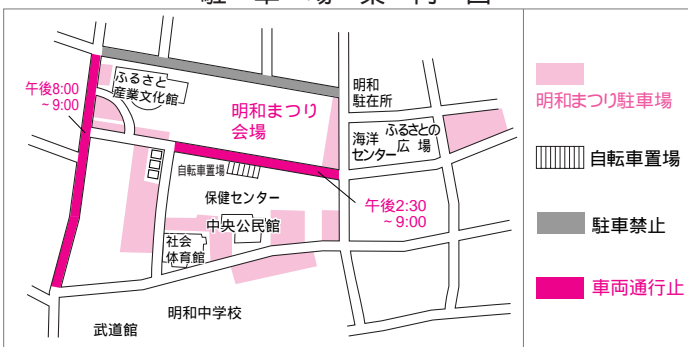 駐車場案内図
ふるさと
産業文化館
午後8:00
~9:00
明和まつり
会場
明和
駐在所
海洋
センター
ふるさとの
広場
自転車置場
保健センター
午後2:30
~9:00
中央公民館
社会
体育館
明和中学校
武道館
明和まつり駐車場
自転車置場
駐車禁止
車両通行止